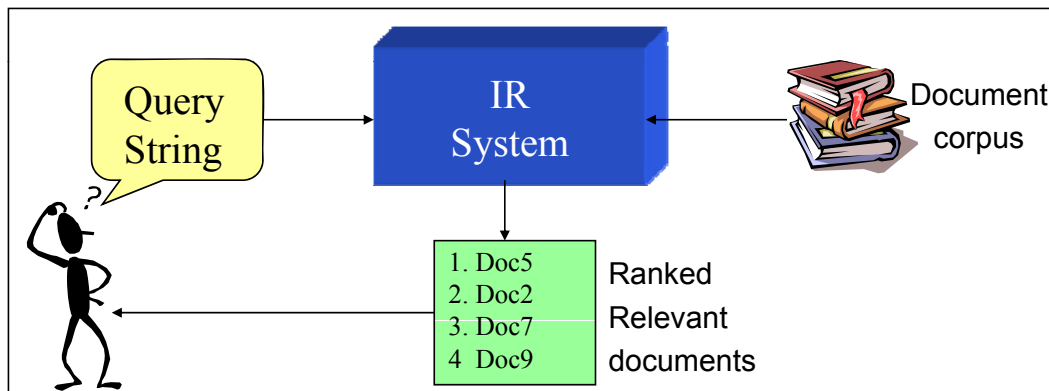 Query
String
?
IR
System
Document
corpus
1. Doc5
2. Doc2
3. Doc7
4 Doc9
Ranked
Relevant
documents